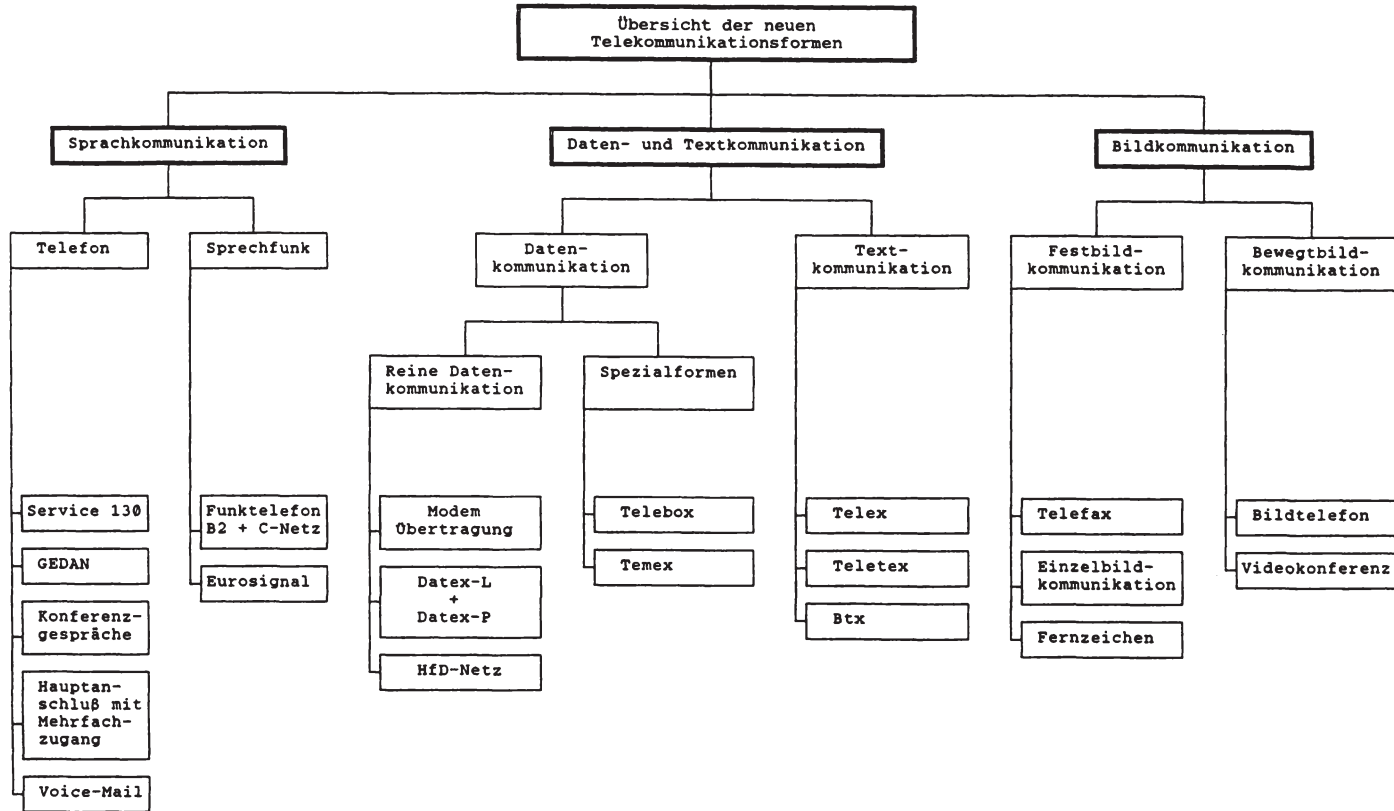 Übersicht der neuen
Telekommunikationsformen
Sprachkommunikation
Daten- und Textkommunikation
Bildkommunikation
Telefon
Sprechfunk
Daten-
kommunikation
Text-
kommunikation
Festbild-
kommunikation
Bewegtbild-
kommunikation
Reine Daten-
kommunikation
Spezialformen
Service 130
GEDAN
Konferenz-
gespräche
Hauptan-
schluß mit
Mehrfach-
zugang
Voice-Mail
Funktelefon
B2 + C-Netz
Eurosignal
Modem
Übertragung
Datex-L
+
Datex-P
HfD-Netz
Telebox
Temex
Telex
Teletex
Btx
Telefax
Einzelbild-
kommunikation
Fernzeichen
Bildtelefon
Videokonferenz